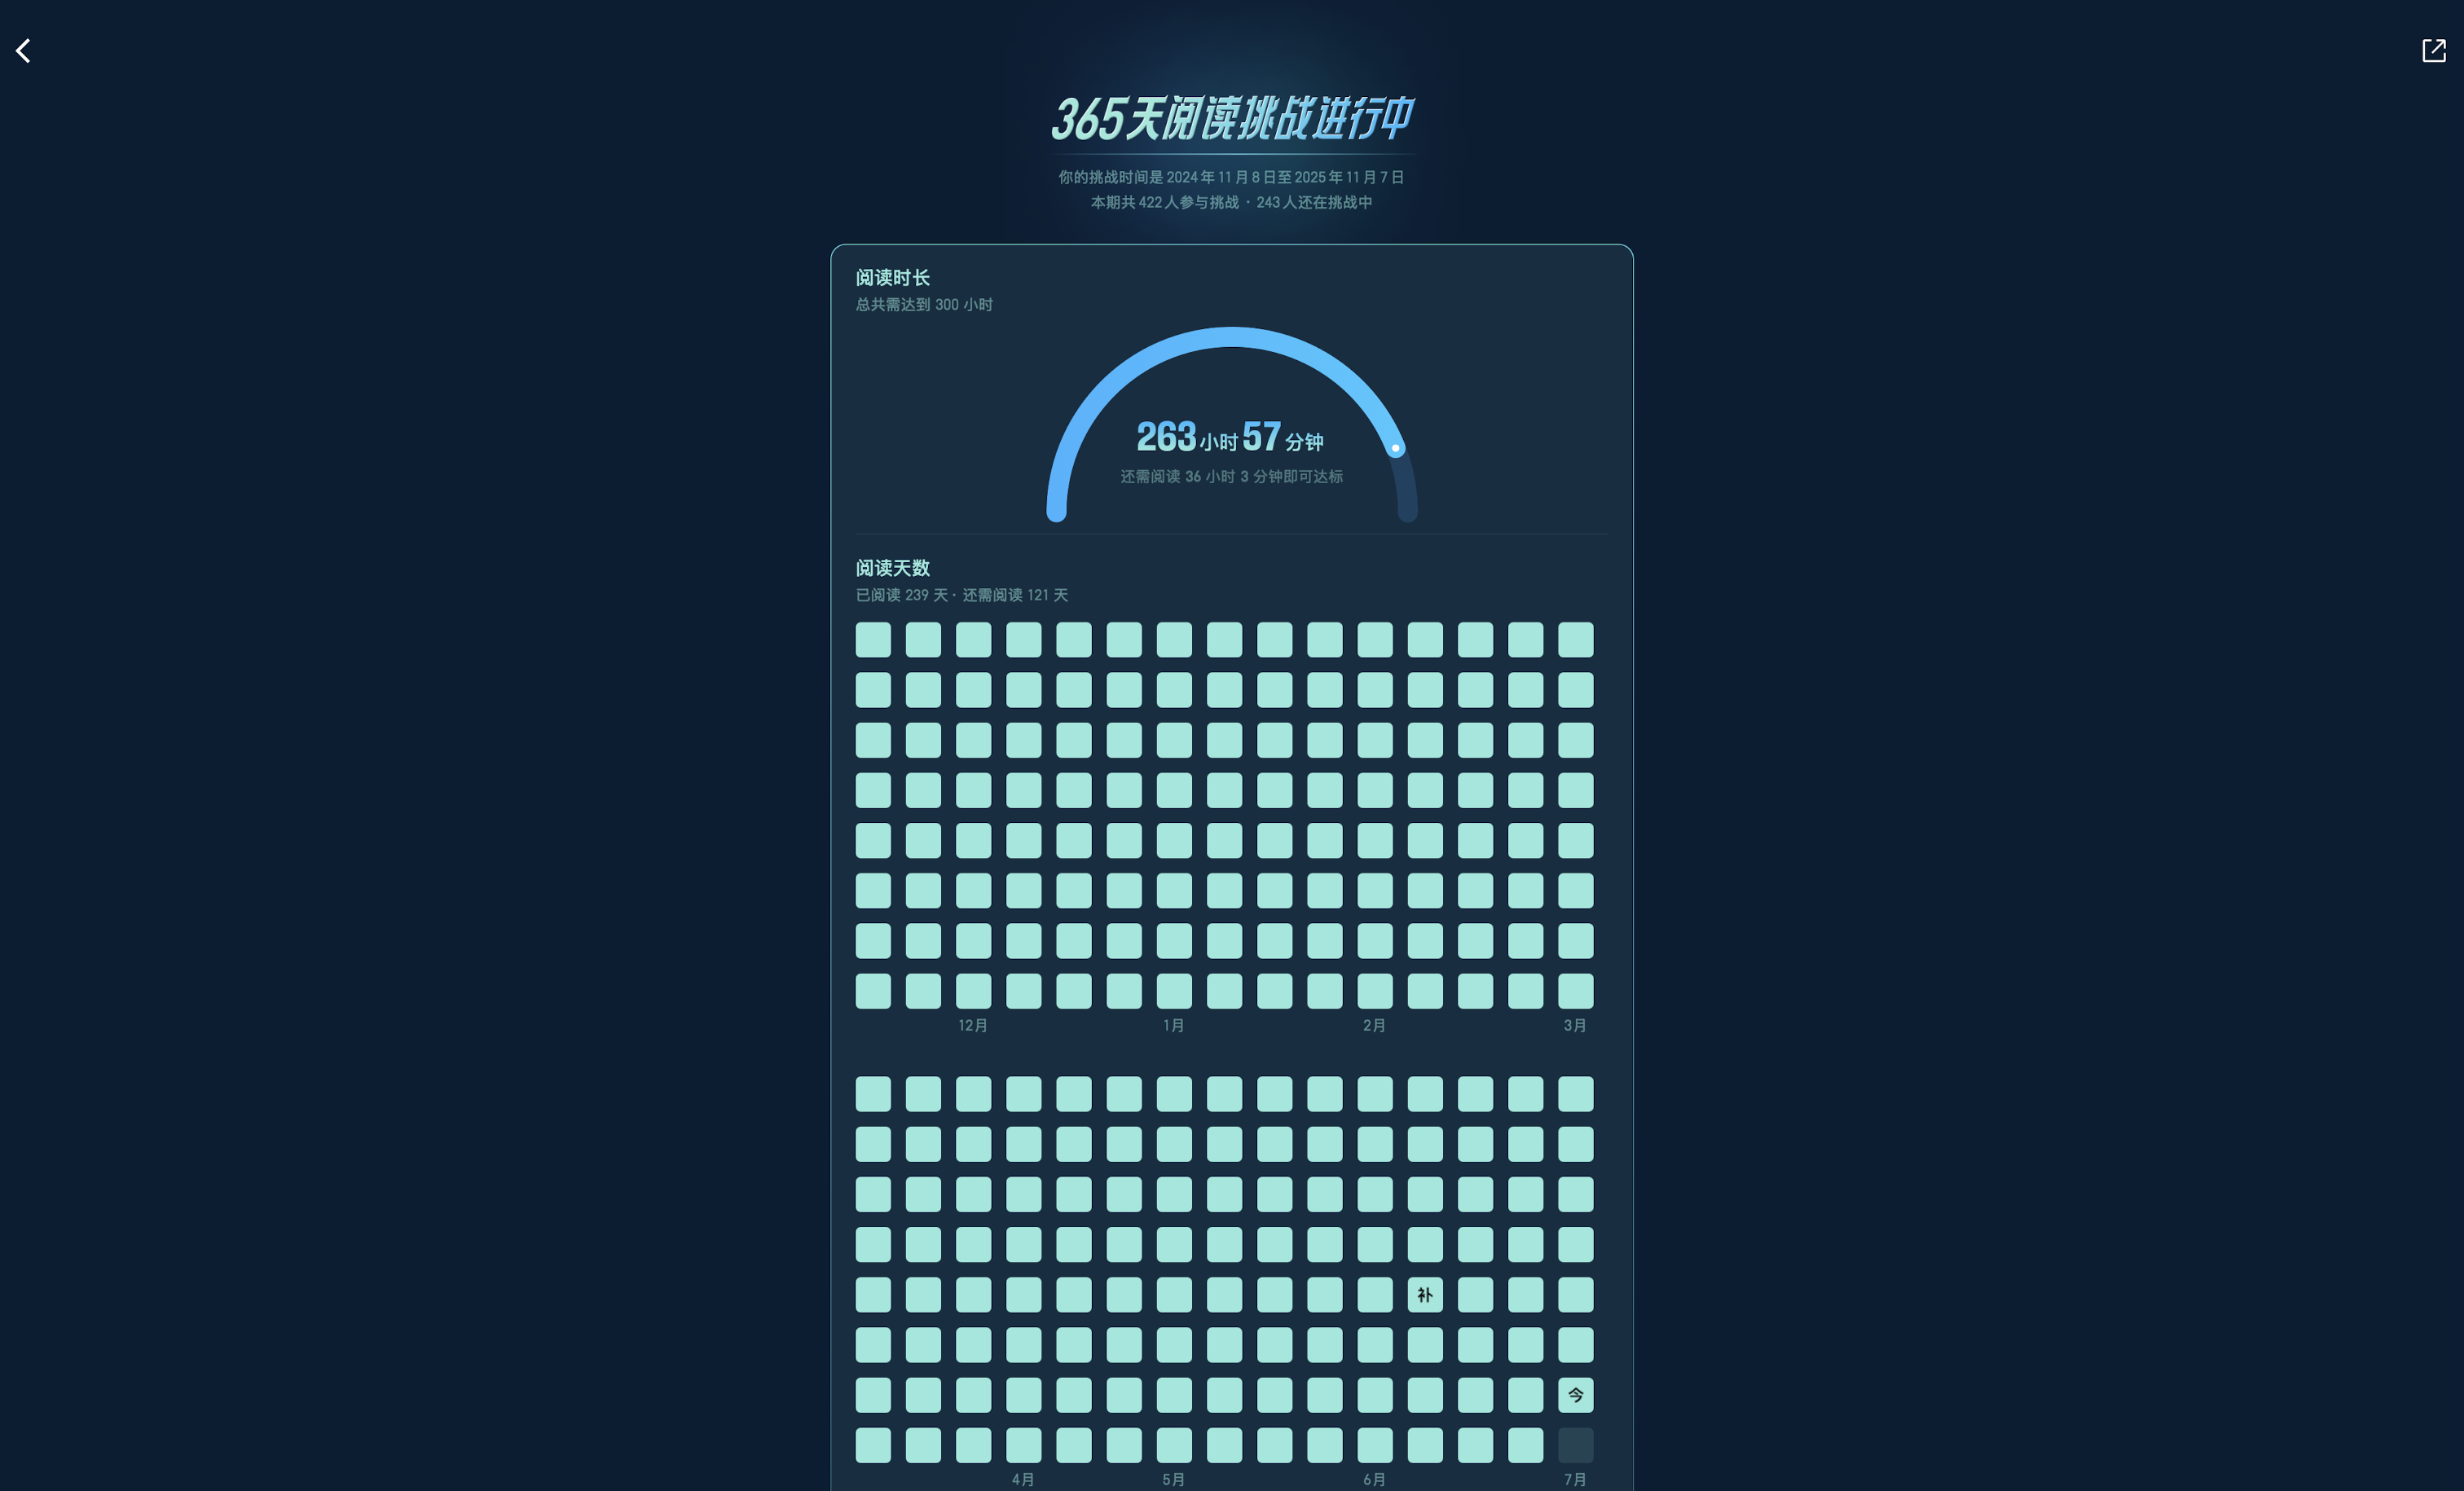 365天阅读挑战进行中
你的挑战时间是 2024 年 11 月 8 日至 2025 年 11 月 7 日
本期共 422 人参与挑战 · 243 人还在挑战中
阅读时长
总共需达到 300 小时
263 小时 57 分钟
还需阅读 36 小时 3 分钟即可达标
阅读天数
已阅读 239 天 · 还需阅读 121 天
12月 1月 2月 3月
补
今
4月 5月 6月 7月